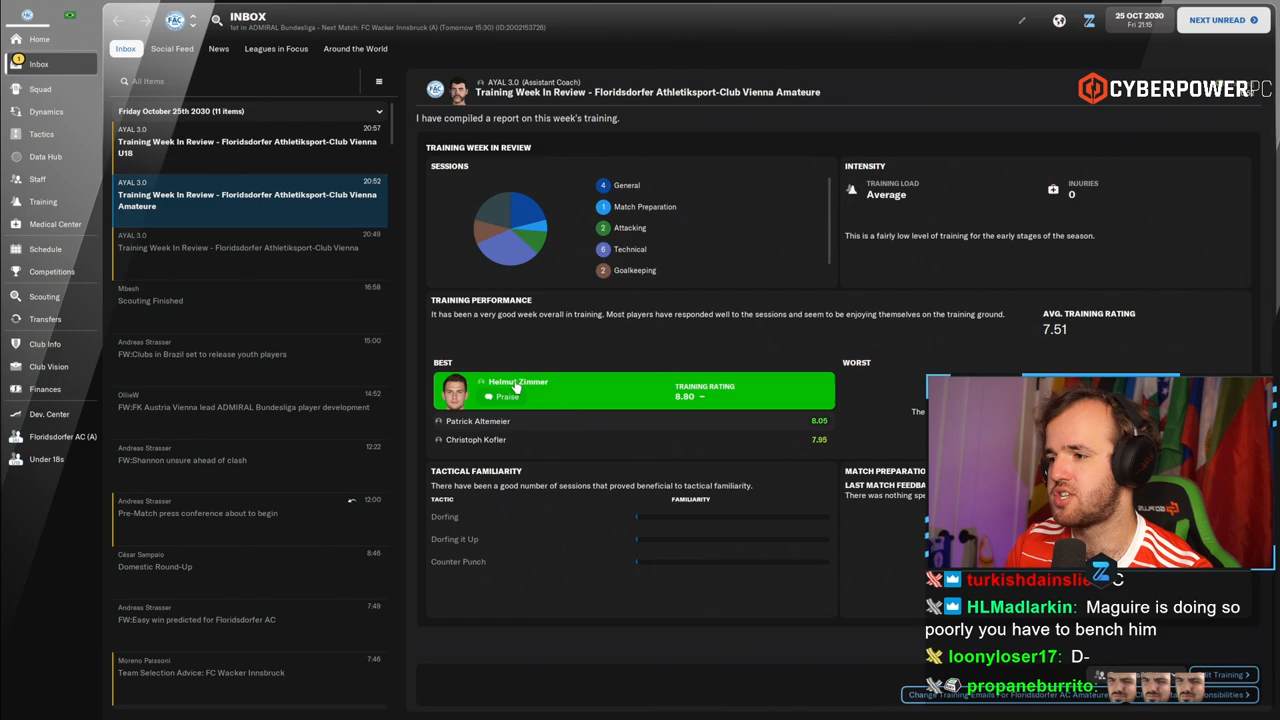 INBOX
1st in ADMIRAL Bundesliga - Next Match: FC Wacker Innsbruck (A) (Tomorrow 15:30) (ID:2002153726)
25 OCT 2030
Fri 21:15
NEXT UNREAD
Home
1
Inbox
Squad
Dynamics
Tactics
Data Hub
Staff
Training
Medical Center
Schedule
Competitions
Scouting
Transfers
Club Info
Club Vision
Finances
Dev. Center
Floridsdorfer AC (A)
Under 18s
Inbox
Social Feed
News
Leagues in Focus
Around the World
All Items
Friday October 25th 2030 (11 items)
AYAL 3.0 20:57
Training Week In Review - Floridsdorfer Athletiksport-Club Vienna
U18
AYAL 3.0 20:52
Training Week In Review - Floridsdorfer Athletiksport-Club Vienna
Amateure
AYAL 3.0 20:49
Training Week In Review - Floridsdorfer Athletiksport-Club Vienna
Mbesh 16:58
Scouting Finished
Andreas Strasser 15:00
FW:Clubs in Brazil set to release youth players
OllieW 14:52
FW:FK Austria Vienna lead ADMIRAL Bundesliga player development
Andreas Strasser 12:22
FW:Shannon unsure ahead of clash
Andreas Strasser 12:00
Pre-Match press conference about to begin
César Sampaio 8:46
Domestic Round-Up
Andreas Strasser 7:49
FW:Easy win predicted for Floridsdorfer AC
Moreno Paissoni 7:46
Team Selection Advice: FC Wacker Innsbruck
AYAL 3.0 (Assistant Coach)
Training Week In Review - Floridsdorfer Athletiksport-Club Vienna Amateure
CYBERPOWERPC
I have compiled a report on this week's training.
TRAINING WEEK IN REVIEW
SESSIONS
4 General
1 Match Preparation
2 Attacking
6 Technical
2 Goalkeeping
INTENSITY
TRAINING LOAD
Average
INJURIES
0
This is a fairly low level of training for the early stages of the season.
TRAINING PERFORMANCE
It has been a very good week overall in training. Most players have responded well to the sessions and seem to be enjoying themselves on the training ground.
AVG. TRAINING RATING
7.51
BEST
Helmut Zimmer
Praise
TRAINING RATING
8.80 –
Patrick Altemeier 8.05
Christoph Kofler 7.95
WORST
TACTICAL FAMILIARITY
There have been a good number of sessions that proved beneficial to tactical familiarity.
TACTIC FAMILIARITY
Dorfing
Dorfing it Up
Counter Punch
MATCH PREPARATIO
LAST MATCH FEEDBA
There was nothing spe
turkishdainslie C
HLMadlarkin: Maguire is doing so
poorly you have to bench him
loonyloser17: D-
propaneburrito:
dit Training
Change Training Emails For Floridsdorfer AC Amateure
sponsibilities